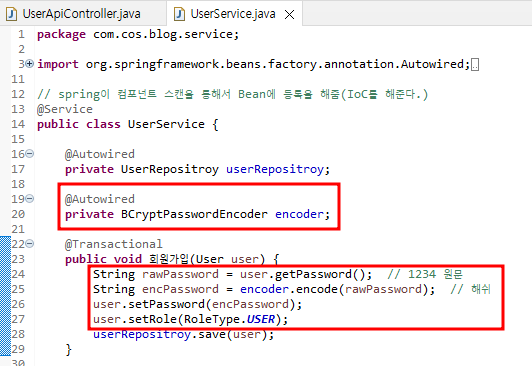 UserApiController.java
UserService.java
1 package com.cos.blog.service;
2
3 import org.springframework.beans.factory.annotation.Autowired;
11
12 // spring이 컴포넌트 스캔을 통해서 Bean에 등록을 해줌(IoC를 해준다.)
13 @Service
14 public class UserService {
15
16 @Autowired
17 private UserRepositroy userRepositroy;
18
19 @Autowired
20 private BCryptPasswordEncoder encoder;
21
22 @Transactional
23 public void 회원가입(User user) {
24 String rawPassword = user.getPassword(); // 1234 원문
25 String encPassword = encoder.encode(rawPassword); // 해쉬
26 user.setPassword(encPassword);
27 user.setRole(RoleType.USER);
28 userRepositroy.save(user);
29 }